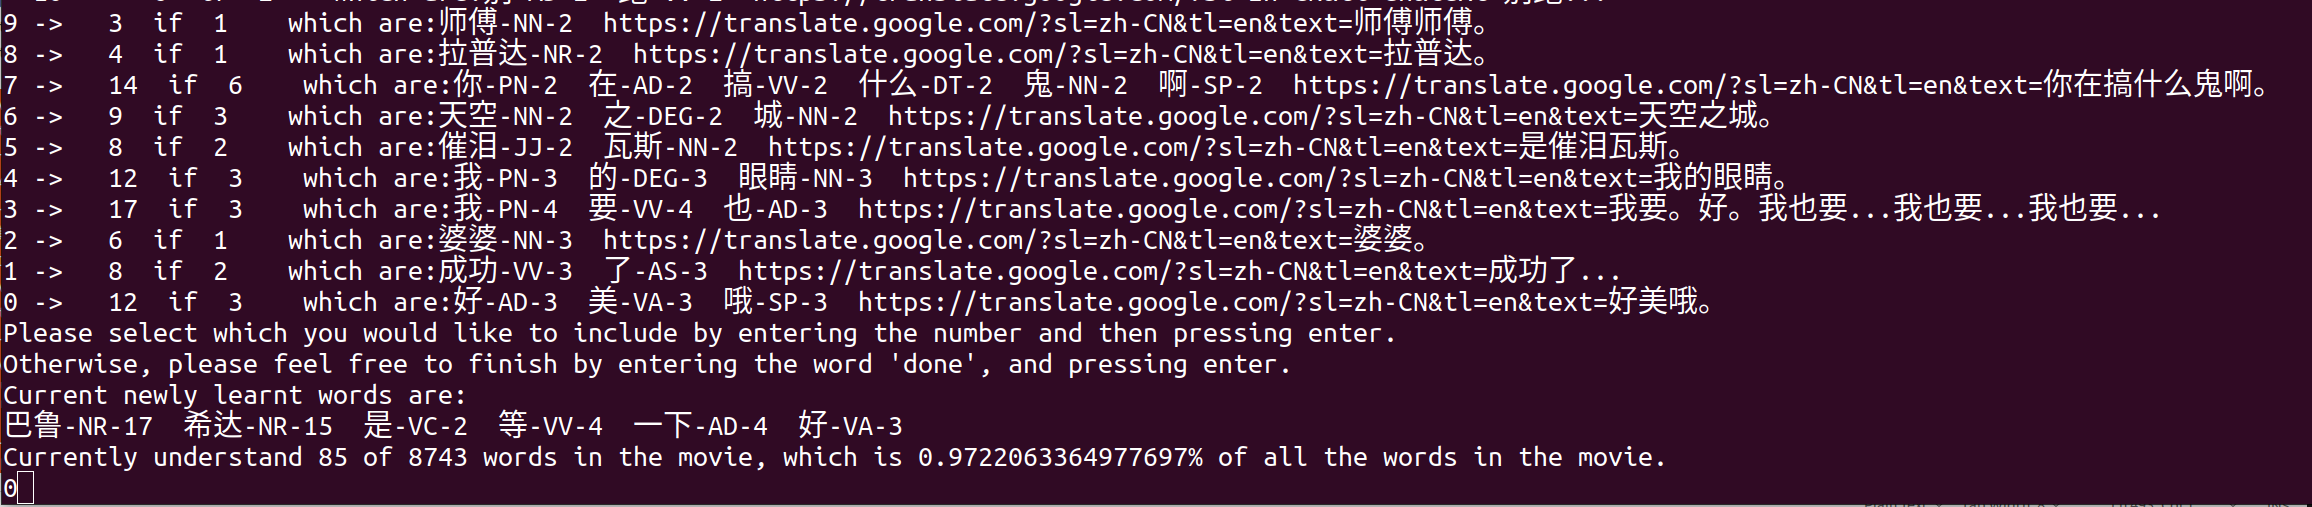 9 ->   3  if  1    which are:师傅-NN-2  https://translate.google.com/?sl=zh-CN&tl=en&text=师傅师傅。
8 ->   4  if  1    which are:拉普达-NR-2  https://translate.google.com/?sl=zh-CN&tl=en&text=拉普达。
7 ->   14  if  6    which are:你-PN-2  在-AD-2  搞-VV-2  什么-DT-2  鬼-NN-2  啊-SP-2  https://translate.google.com/?sl=zh-CN&tl=en&text=你在搞什么鬼啊。
6 ->   9  if  3    which are:天空-NN-2  之-DEG-2  城-NN-2  https://translate.google.com/?sl=zh-CN&tl=en&text=天空之城。
5 ->   8  if  2    which are:催泪-JJ-2  瓦斯-NN-2  https://translate.google.com/?sl=zh-CN&tl=en&text=是催泪瓦斯。
4 ->   12  if  3    which are:我-PN-3  的-DEG-3  眼睛-NN-3  https://translate.google.com/?sl=zh-CN&tl=en&text=我的眼睛。
3 ->   17  if  3    which are:我-PN-4  要-VV-4  也-AD-3  https://translate.google.com/?sl=zh-CN&tl=en&text=我要。好。我也要...我也要...我也要...
2 ->   6  if  1    which are:婆婆-NN-3  https://translate.google.com/?sl=zh-CN&tl=en&text=婆婆。
1 ->   8  if  2    which are:成功-VV-3  了-AS-3  https://translate.google.com/?sl=zh-CN&tl=en&text=成功了...
0 ->   12  if  3    which are:好-AD-3  美-VA-3  哦-SP-3  https://translate.google.com/?sl=zh-CN&tl=en&text=好美哦。
Please select which you would like to include by entering the number and then pressing enter.
Otherwise, please feel free to finish by entering the word 'done', and pressing enter.
Current newly learnt words are:
巴鲁-NR-17  希达-NR-15  是-VC-2  等-VV-4  一下-AD-4  好-VA-3
Currently understand 85 of 8743 words in the movie, which is 0.9722063364977697% of all the words in the movie.
0